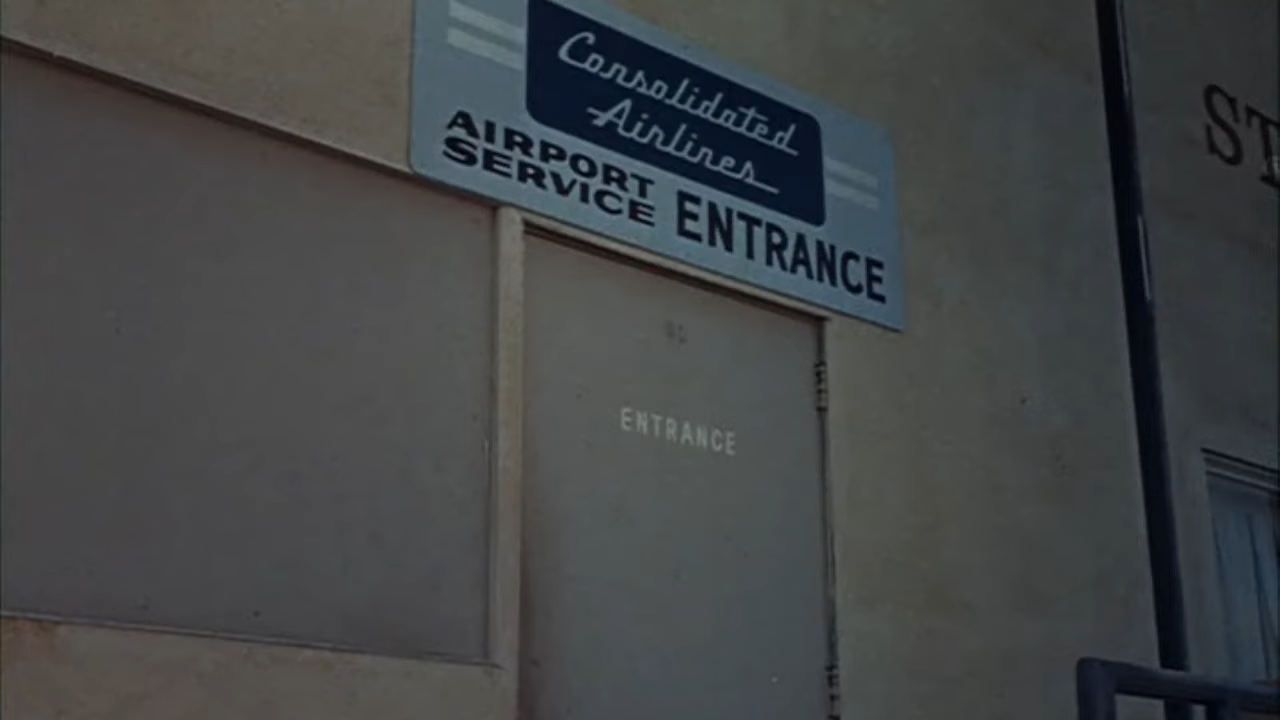 Consolidated
Airlines
AIRPORT
SERVICE
ENTRANCE
ENTRANCE